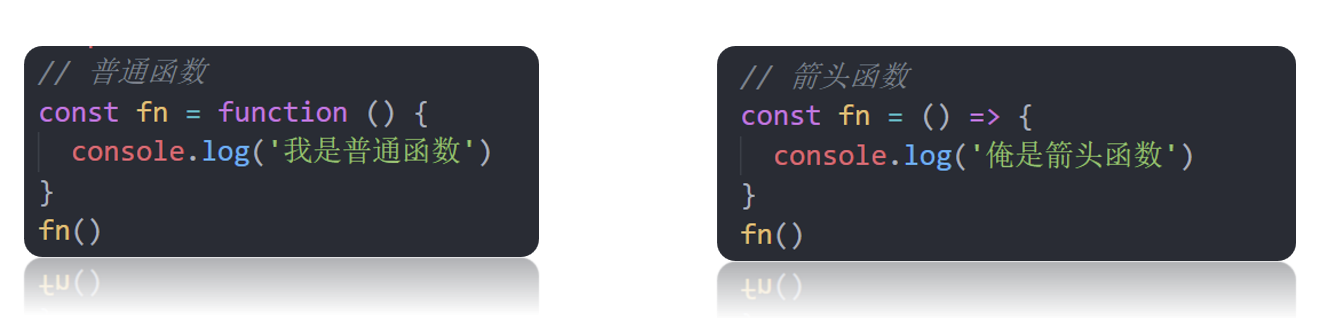 // 普通函数
const fn = function () {
  console.log('我是普通函数')
}
fn()
// 箭头函数
const fn = () => {
  console.log('俺是箭头函数')
}
fn()